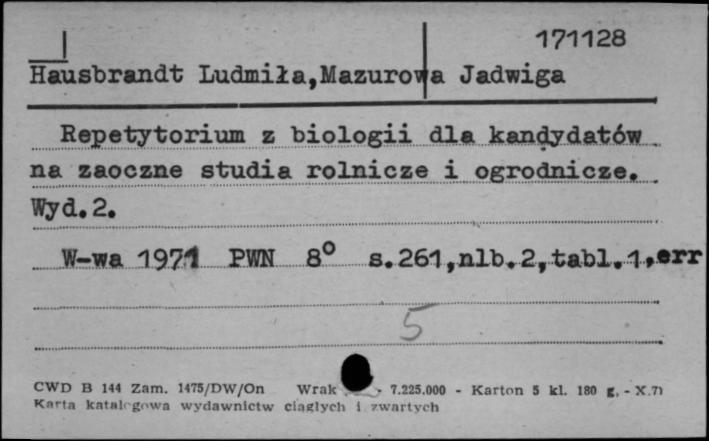 171128
Hausbrandt Ludmiła,Mazurowa Jadwiga
Repetytorium z biologii dla kandydatów
na zaoczne studia rolnicze i ogrodnicze.
Wyd.2.
W-wa 1971 PWN 8° s.261,nlb.2,tabl.1,err
5
CWD B 144 Zam. 1475/DW/On Wrak - 7.225.000 - Karton 5 kl. 180 g. - X.71
Karta katalogowa wydawnictw ciągłych i zwartych